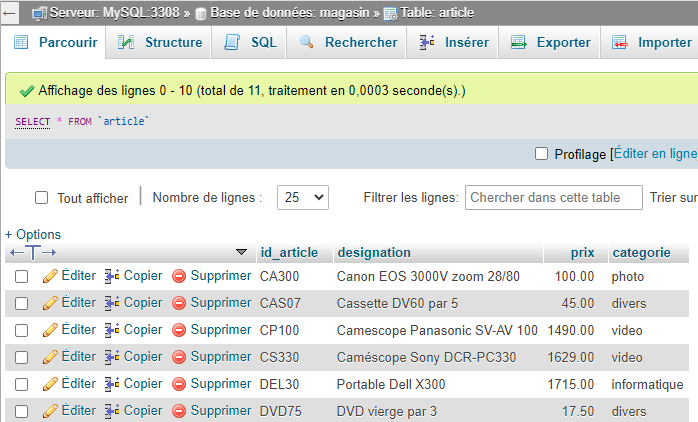 Serveur: MySQL:3308 » Base de données: magasin » Table: article
Parcourir Structure SQL Rechercher Insérer Exporter Importer
Affichage des lignes 0 - 10 (total de 11, traitement en 0,0003 seconde(s).)
SELECT * FROM `article`
Profilage [Éditer en ligne
Tout afficher | Nombre de lignes : 25 Filtrer les lignes: Chercher dans cette table Trier sur
+ Options
id_article designation prix categorie
Éditer Copier Supprimer CA300 Canon EOS 3000V zoom 28/80 100.00 photo
Éditer Copier Supprimer CAS07 Cassette DV60 par 5 45.00 divers
Éditer Copier Supprimer CP100 Camescope Panasonic SV-AV 100 1490.00 video
Éditer Copier Supprimer CS330 Caméscope Sony DCR-PC330 1629.00 video
Éditer Copier Supprimer DEL30 Portable Dell X300 1715.00 informatique
Éditer Copier Supprimer DVD75 DVD vierge par 3 17.50 divers